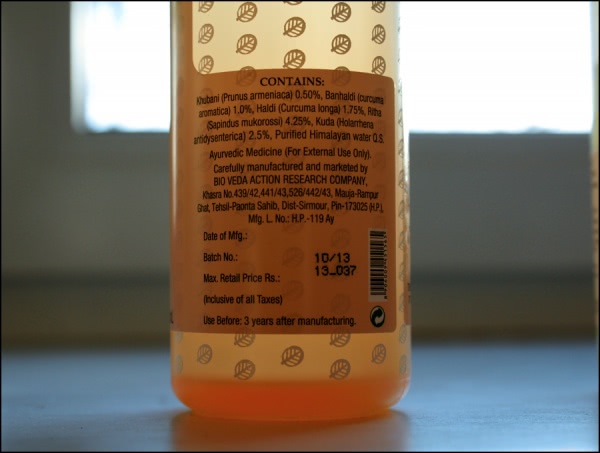 CONTAINS:
Khubani (Prunus armeniaca) 0.50%, Banhaldi (curcuma
aromatica) 1,0%, Haldi (Curcuma longa) 1,75%, Ritha
(Sapindus mukorossi) 4.25%, Kuda (Holarrhena
antidysenterica) 2.5%, Purified Himalayan water Q.S.
Ayurvedic Medicine (For External Use Only).
Carefully manufactured and marketed by
BIO VEDA ACTION RESEARCH COMPANY,
Khasra No.439/42,441/43,526/442/43, Mauja-Rampur
Ghat, Tehsil-Paonta Sahib, Dist-Sirmour, Pin-173025 (H.P.),
Mfg. L. No.: H.P.-119 Ay
Date of Mfg.:
Batch No.: 10/13
Max. Retail Price Rs.: 13_037
(Inclusive of all Taxes)
Use Before: 3 years after manufacturing.